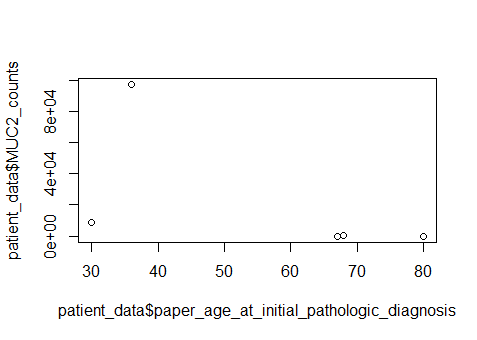 patient_data$MUC2_counts
8e+04
4e+04
0e+00
30 40 50 60 70 80
patient_data$paper_age_at_initial_pathologic_diagnosis